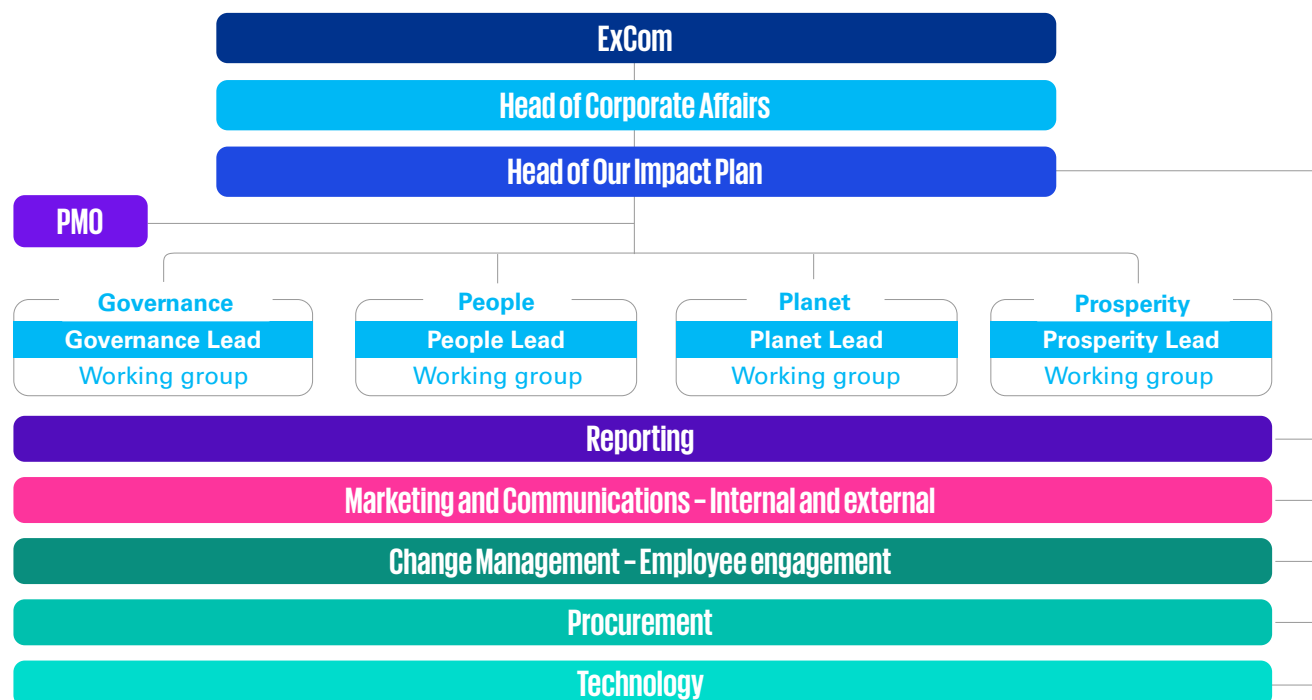 ExCom
Head of Corporate Affairs
Head of Our Impact Plan
PMO
Governance
Governance Lead
Working group
People
People Lead
Working group
Planet
Planet Lead
Working group
Prosperity
Prosperity Lead
Working group
Reporting
Marketing and Communications – Internal and external
Change Management – Employee engagement
Procurement
Technology